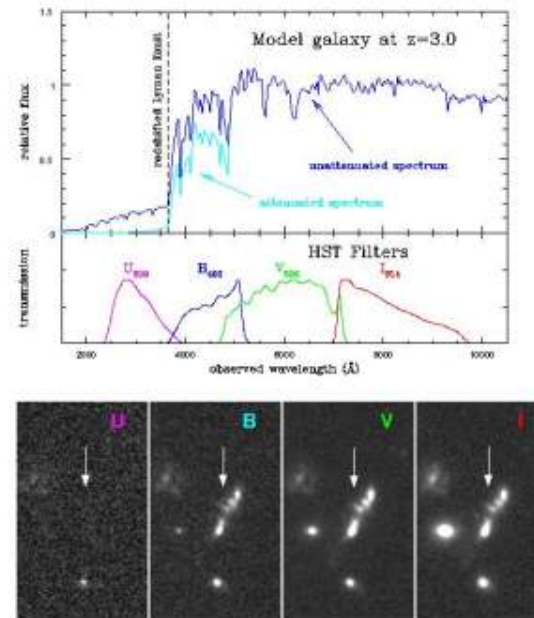 Model galaxy at z=3.0
relative flux
1.5
1
0.5
0
redshifted Lyman limit
unattenuated spectrum
attenuated spectrum
HST Filters
transmission
U300
B450
V606
I814
2000 4000 6000 8000 10000
observed wavelength (Å)
U B V I